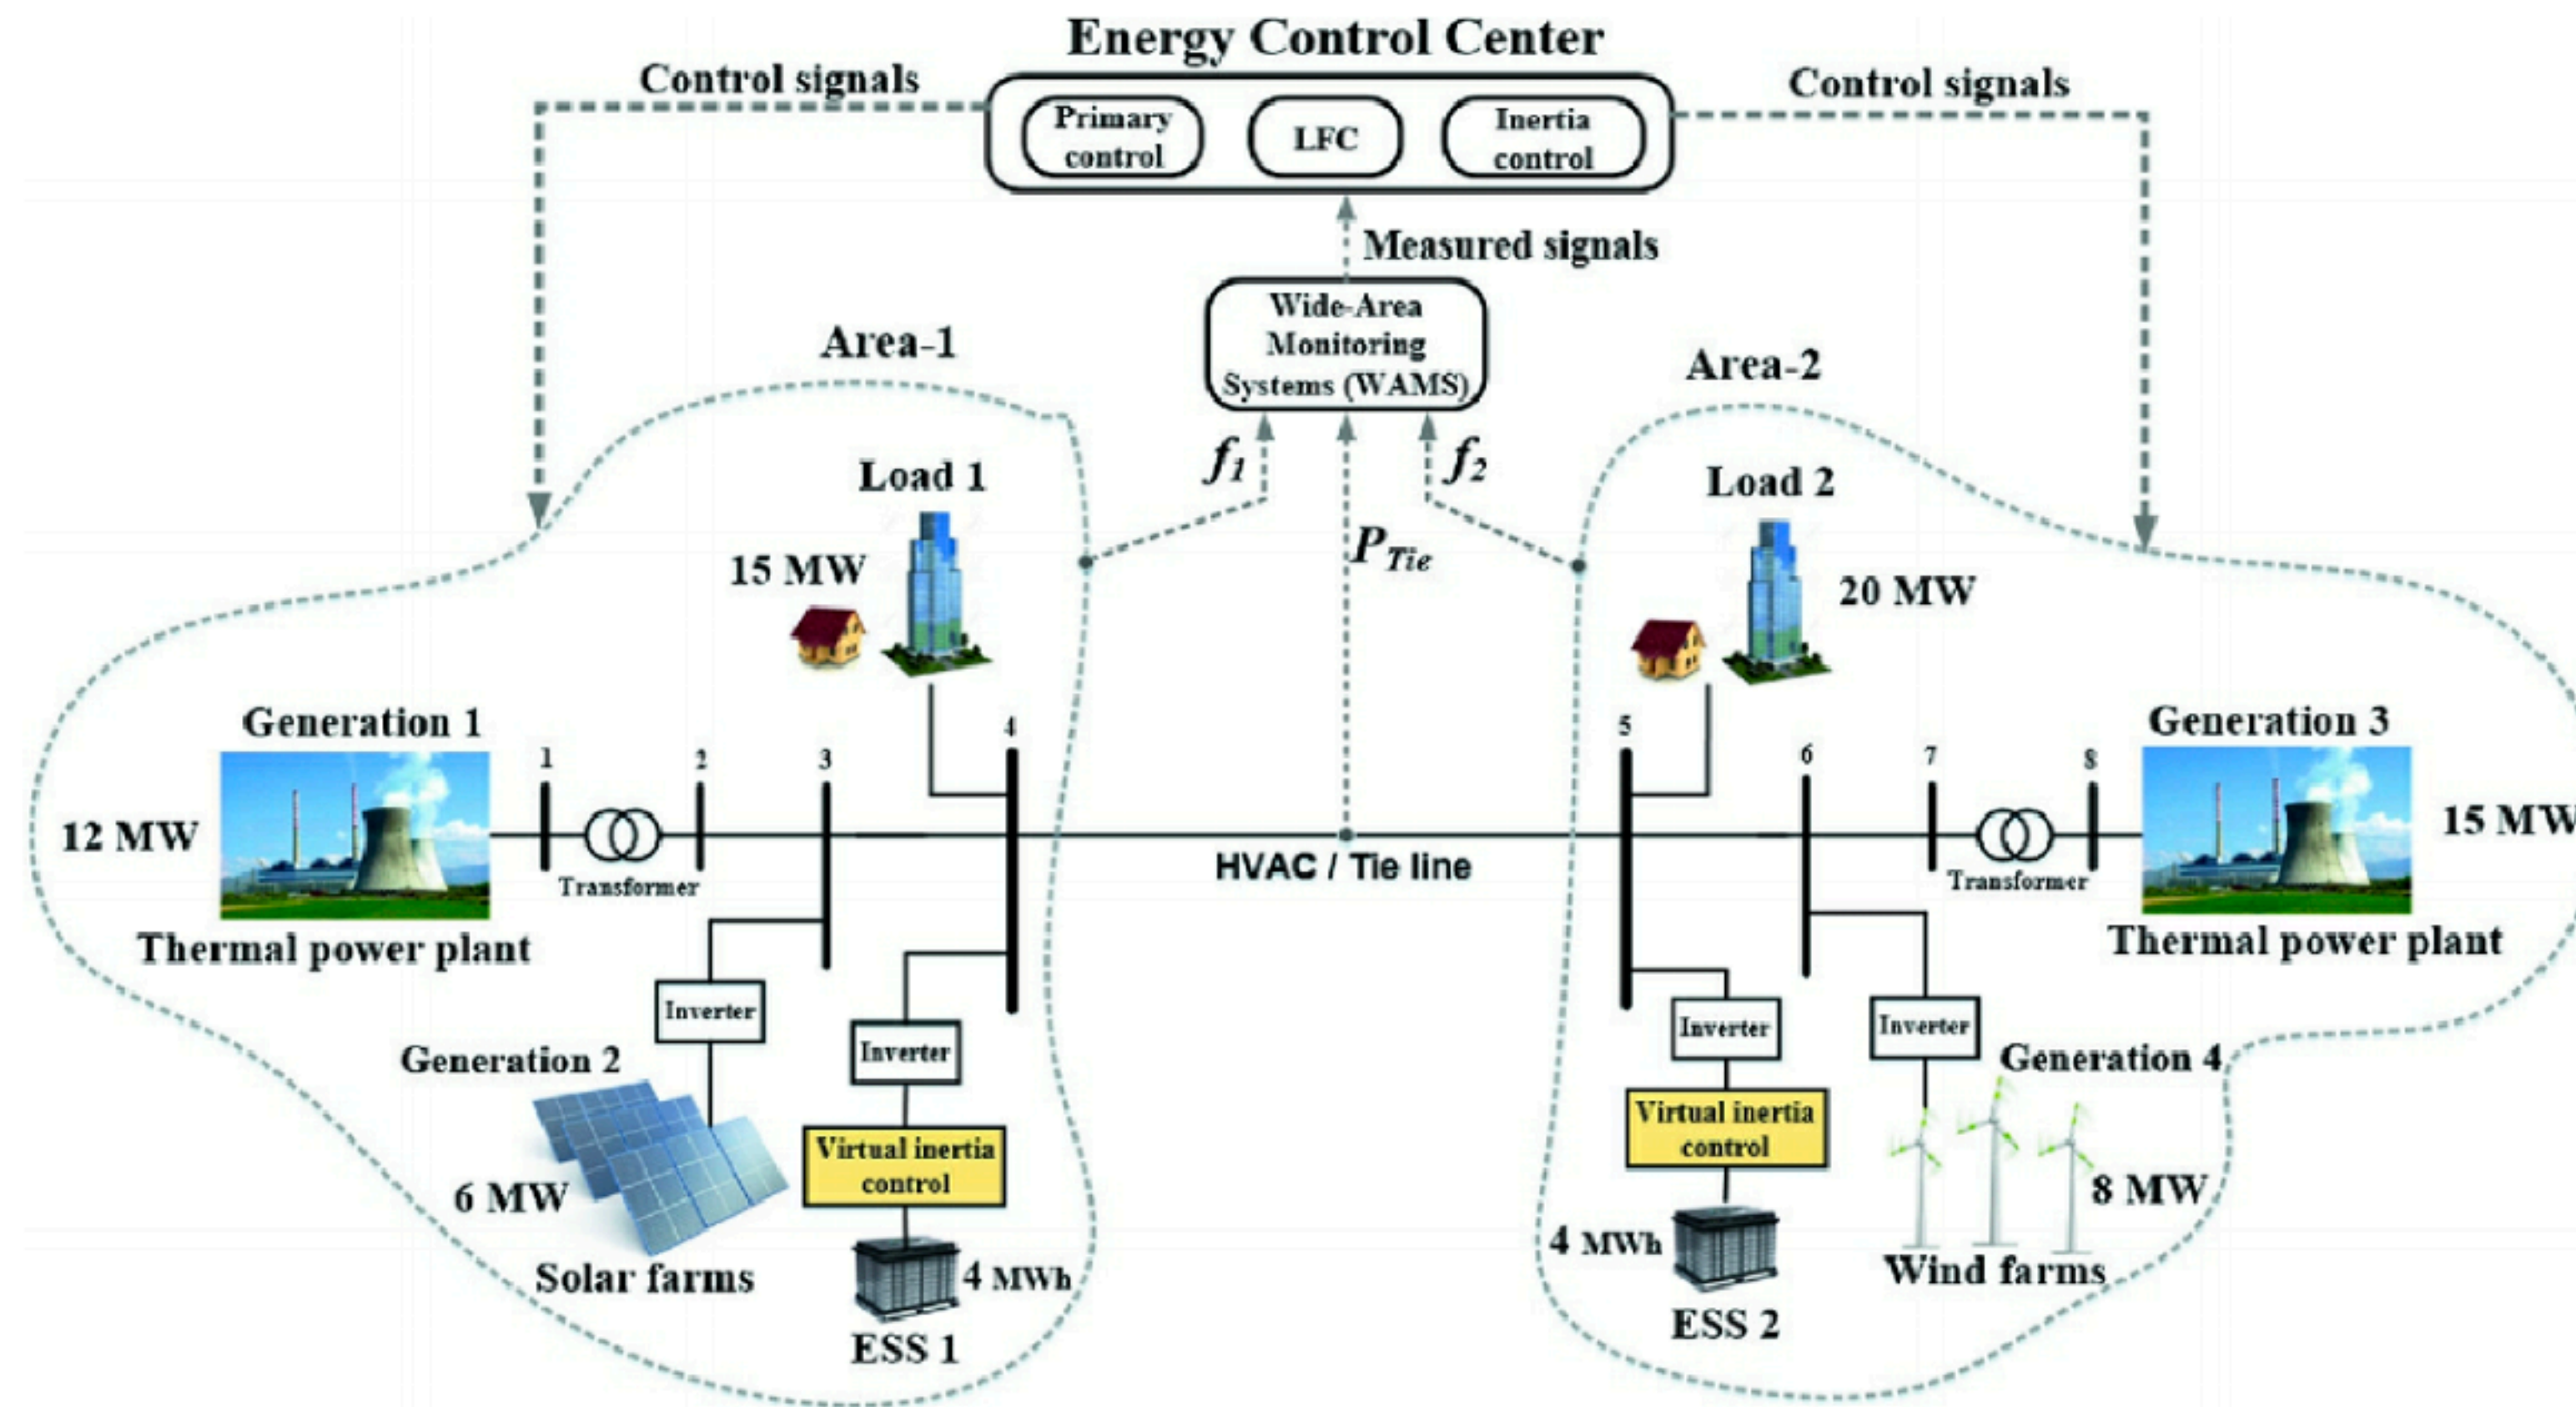 Energy Control Center
Control signals
Control signals
Primary
control
LFC
Inertia
control
Measured signals
Wide-Area
Monitoring
Systems (WAMS)
Area-1
Area-2
f1
f2
PTie
Load 1
15 MW
Load 2
20 MW
Generation 1
12 MW
Thermal power plant
1
2
3
4
Transformer
HVAC / Tie line
5
6
7
8
Transformer
Generation 3
15 MW
Thermal power plant
Inverter
Generation 2
6 MW
Solar farms
Inverter
Virtual inertia
control
4 MWh
ESS 1
Inverter
Virtual inertia
control
4 MWh
ESS 2
Inverter
Generation 4
8 MW
Wind farms